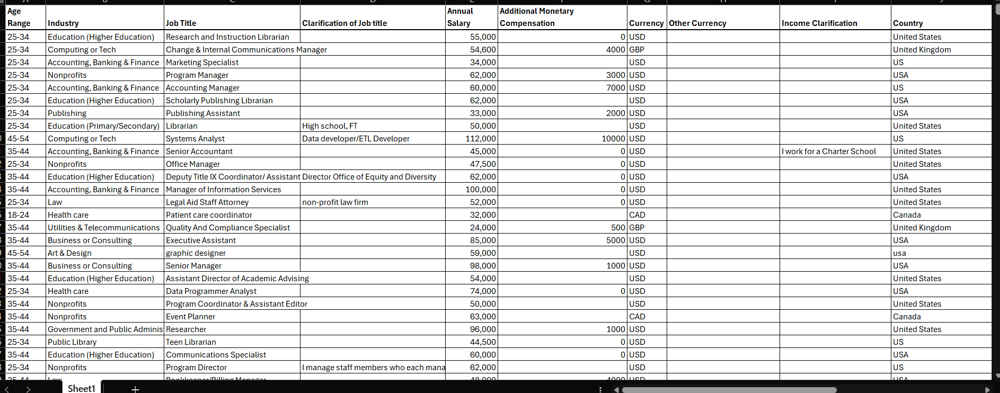 Age Range Industry Job Title Clarification of Job title Annual Salary Additional Monetary Compensation Currency Other Currency Income Clarification Country
25-34 Education (Higher Education) Research and Instruction Librarian 55,000 0 USD United States
25-34 Computing or Tech Change & Internal Communications Manager 54,600 4000 GBP United Kingdom
25-34 Accounting, Banking & Finance Marketing Specialist 34,000 USD US
25-34 Nonprofits Program Manager 62,000 3000 USD USA
25-34 Accounting, Banking & Finance Accounting Manager 60,000 7000 USD US
25-34 Education (Higher Education) Scholarly Publishing Librarian 62,000 USD USA
25-34 Publishing Publishing Assistant 33,000 2000 USD USA
25-34 Education (Primary/Secondary) Librarian High school, FT 50,000 USD United States
45-54 Computing or Tech Systems Analyst Data developer/ETL Developer 112,000 10000 USD US
35-44 Accounting, Banking & Finance Senior Accountant 45,000 0 USD I work for a Charter School United States
25-34 Nonprofits Office Manager 47,500 0 USD United States
35-44 Education (Higher Education) Deputy Title IX Coordinator/ Assistant Director Office of Equity and Diversity 62,000 0 USD USA
35-44 Accounting, Banking & Finance Manager of Information Services 100,000 0 USD United States
25-34 Law Legal Aid Staff Attorney non-profit law firm 52,000 0 USD United States
18-24 Health care Patient care coordinator 32,000 CAD Canada
35-44 Utilities & Telecommunications Quality And Compliance Specialist 24,000 500 GBP United Kingdom
35-44 Business or Consulting Executive Assistant 85,000 5000 USD USA
45-54 Art & Design graphic designer 59,000 USD usa
35-44 Business or Consulting Senior Manager 98,000 1000 USD USA
35-44 Education (Higher Education) Assistant Director of Academic Advising 54,000 USD United States
25-34 Health care Data Programmer Analyst 74,000 0 USD USA
35-44 Nonprofits Program Coordinator & Assistant Editor 50,000 USD United States
35-44 Nonprofits Event Planner 63,000 CAD Canada
35-44 Government and Public Adminis Researcher 96,000 1000 USD United States
25-34 Public Library Teen Librarian 44,500 0 USD US
35-44 Education (Higher Education) Communications Specialist 60,000 0 USD USA
25-34 Nonprofits Program Director I manage staff members who each mana 62,000 USD US
35-44 Law Bookkeeper/Billing Manager 48,000 4000 USD USA
Sheet1